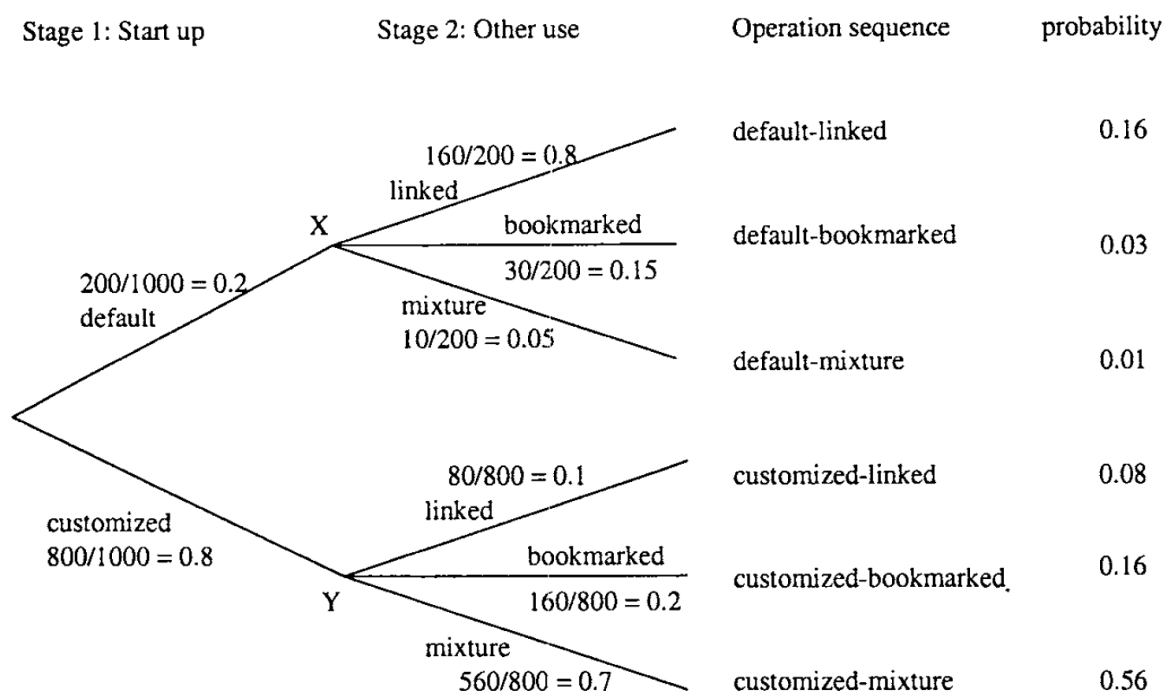 Stage 1: Start up Stage 2: Other use Operation sequence probability
default-linked 0.16
160/200 = 0.8
linked
X
bookmarked
default-bookmarked 0.03
30/200 = 0.15
200/1000 = 0.2
default
mixture
10/200 = 0.05
default-mixture 0.01
80/800 = 0.1
linked
customized-linked 0.08
customized
800/1000 = 0.8
bookmarked
customized-bookmarked 0.16
Y
160/800 = 0.2
mixture
560/800 = 0.7
customized-mixture 0.56